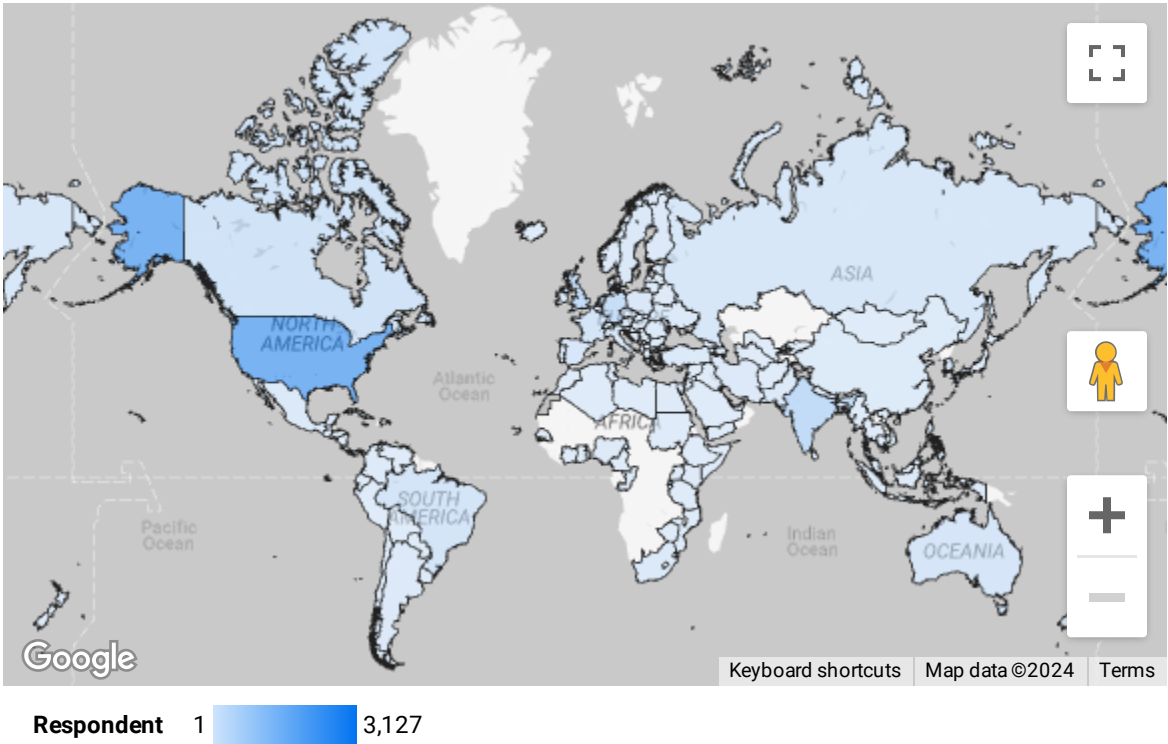 ASIA
NORTH
AMERICA
Atlantic
Ocean
AFRICA
SOUTH
AMERICA
Pacific
Ocean
Indian
Ocean
OCEANIA
Google
Keyboard shortcuts
Map data ©2024
Terms
Respondent 1 3,127